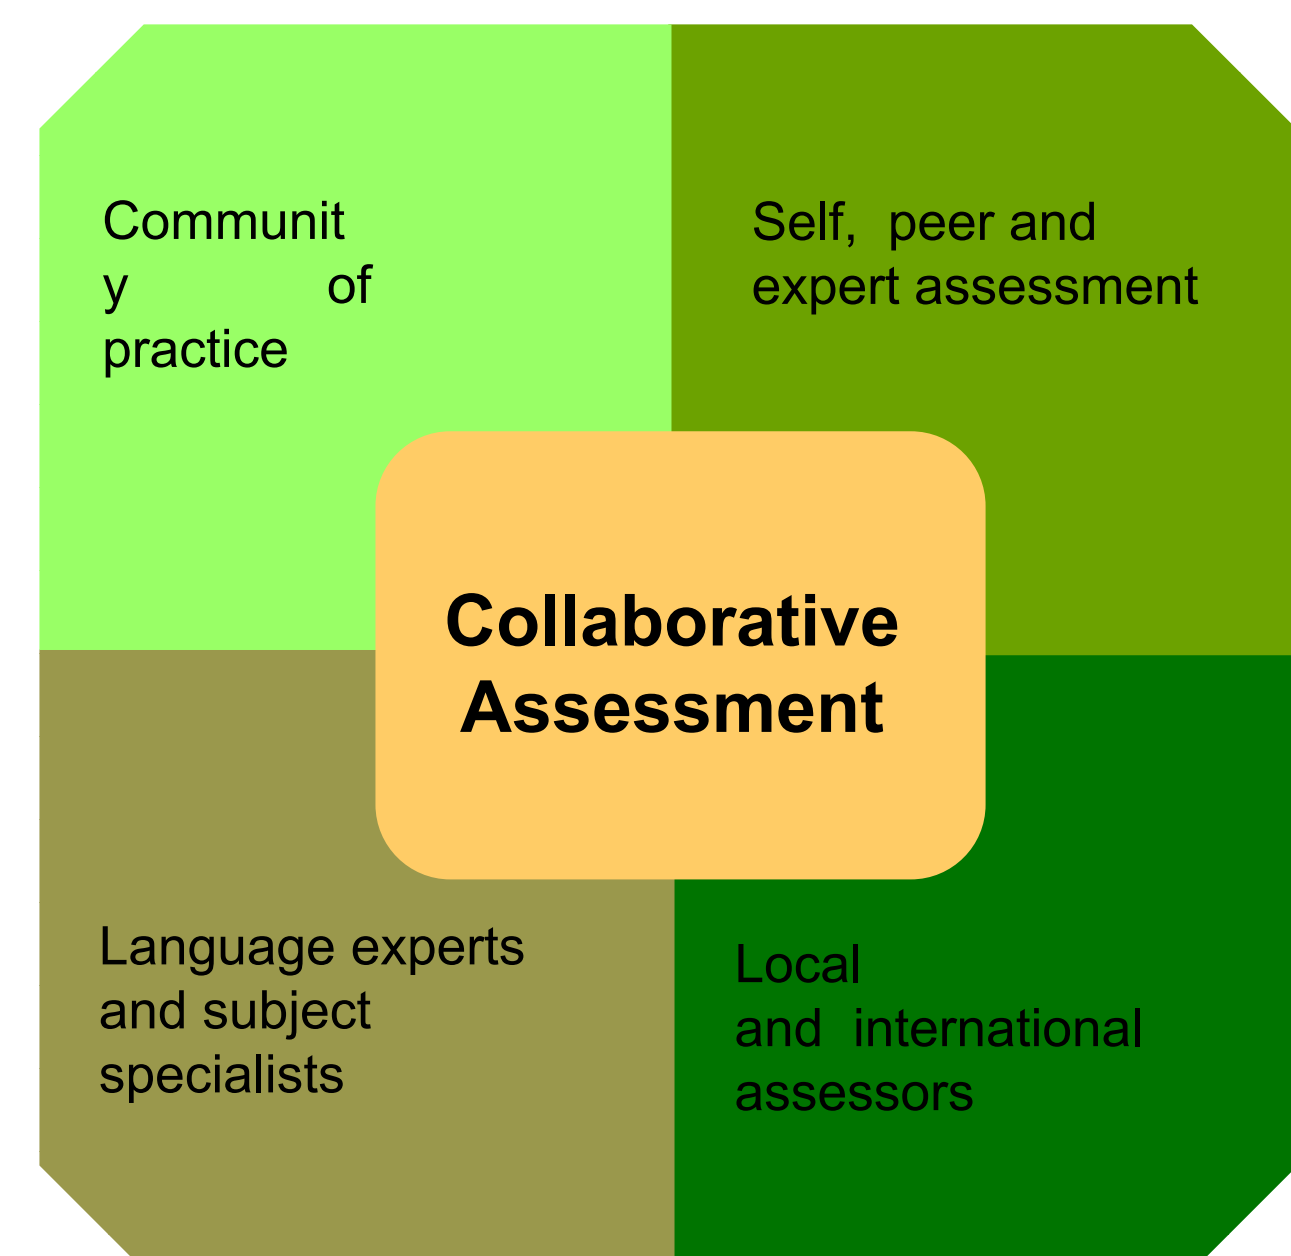 Communit
y of
practice
Self, peer and
expert assessment
Collaborative
Assessment
Language experts
and subject
specialists
Local
and international
assessors